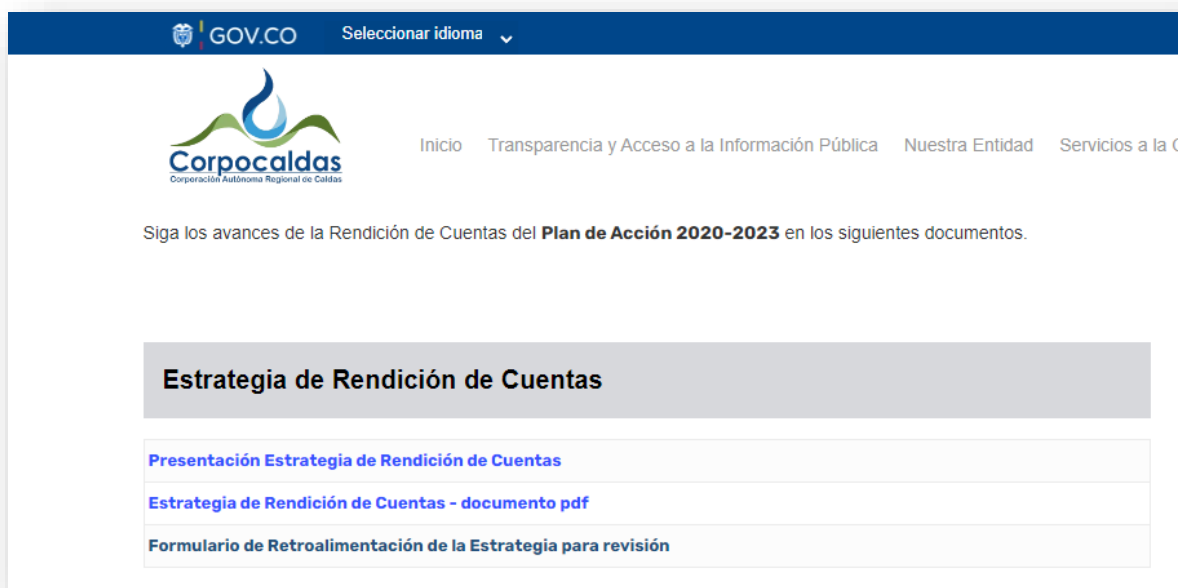 GOV.CO
Seleccionar idioma
Corpocaldas
Corporación Autónoma Regional de Caldas
Inicio Transparencia y Acceso a la Información Pública Nuestra Entidad Servicios a la
Siga los avances de la Rendición de Cuentas del Plan de Acción 2020-2023 en los siguientes documentos.
Estrategia de Rendición de Cuentas
Presentación Estrategia de Rendición de Cuentas
Estrategia de Rendición de Cuentas - documento pdf
Formulario de Retroalimentación de la Estrategia para revisión